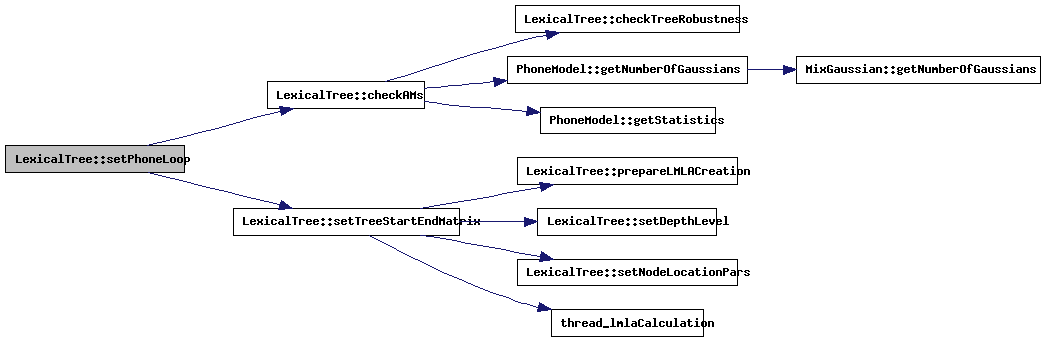 LexicalTree::checkTreeRobustness
PhoneModel::getNumberOfGaussians
MixGaussian::getNumberOfGaussians
LexicalTree::checkAMs
PhoneModel::getStatistics
LexicalTree::setPhoneLoop
LexicalTree::prepareLMLACreation
LexicalTree::setTreeStartEndMatrix
LexicalTree::setDepthLevel
LexicalTree::setNodeLocationPars
thread_lmlaCalculation